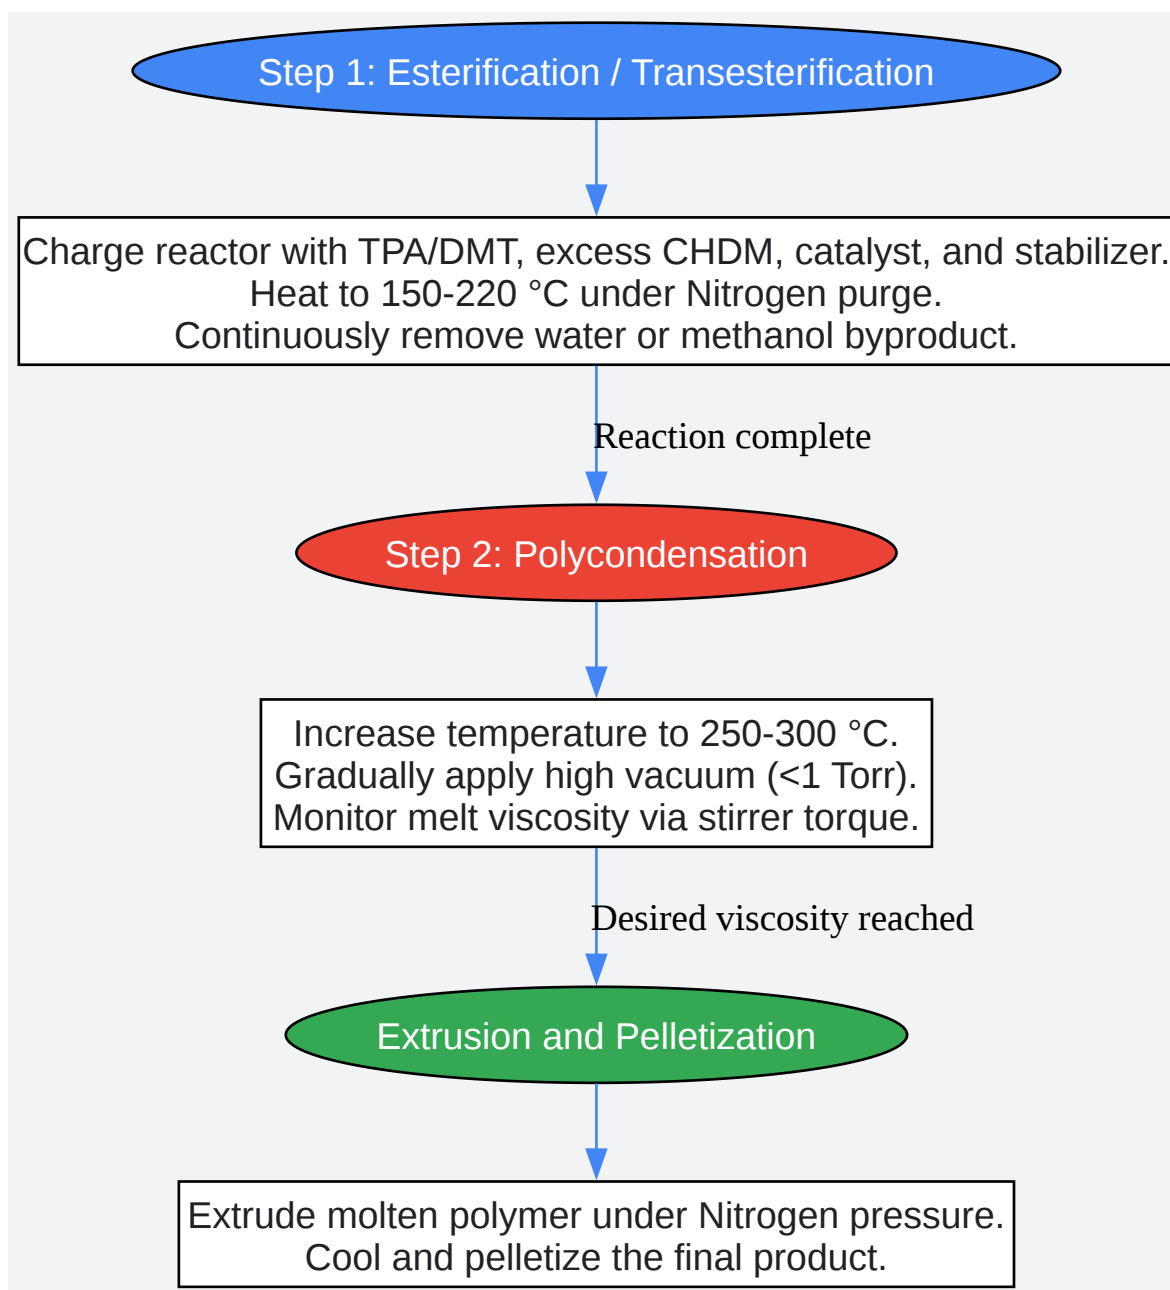 Step 1: Esterification / Transesterification
Charge reactor with TPA/DMT, excess CHDM, catalyst, and stabilizer.
Heat to 150-220 °C under Nitrogen purge.
Continuously remove water or methanol byproduct.
Reaction complete
Step 2: Polycondensation
Increase temperature to 250-300 °C.
Gradually apply high vacuum (<1 Torr).
Monitor melt viscosity via stirrer torque.
Desired viscosity reached
Extrusion and Pelletization
Extrude molten polymer under Nitrogen pressure.
Cool and pelletize the final product.